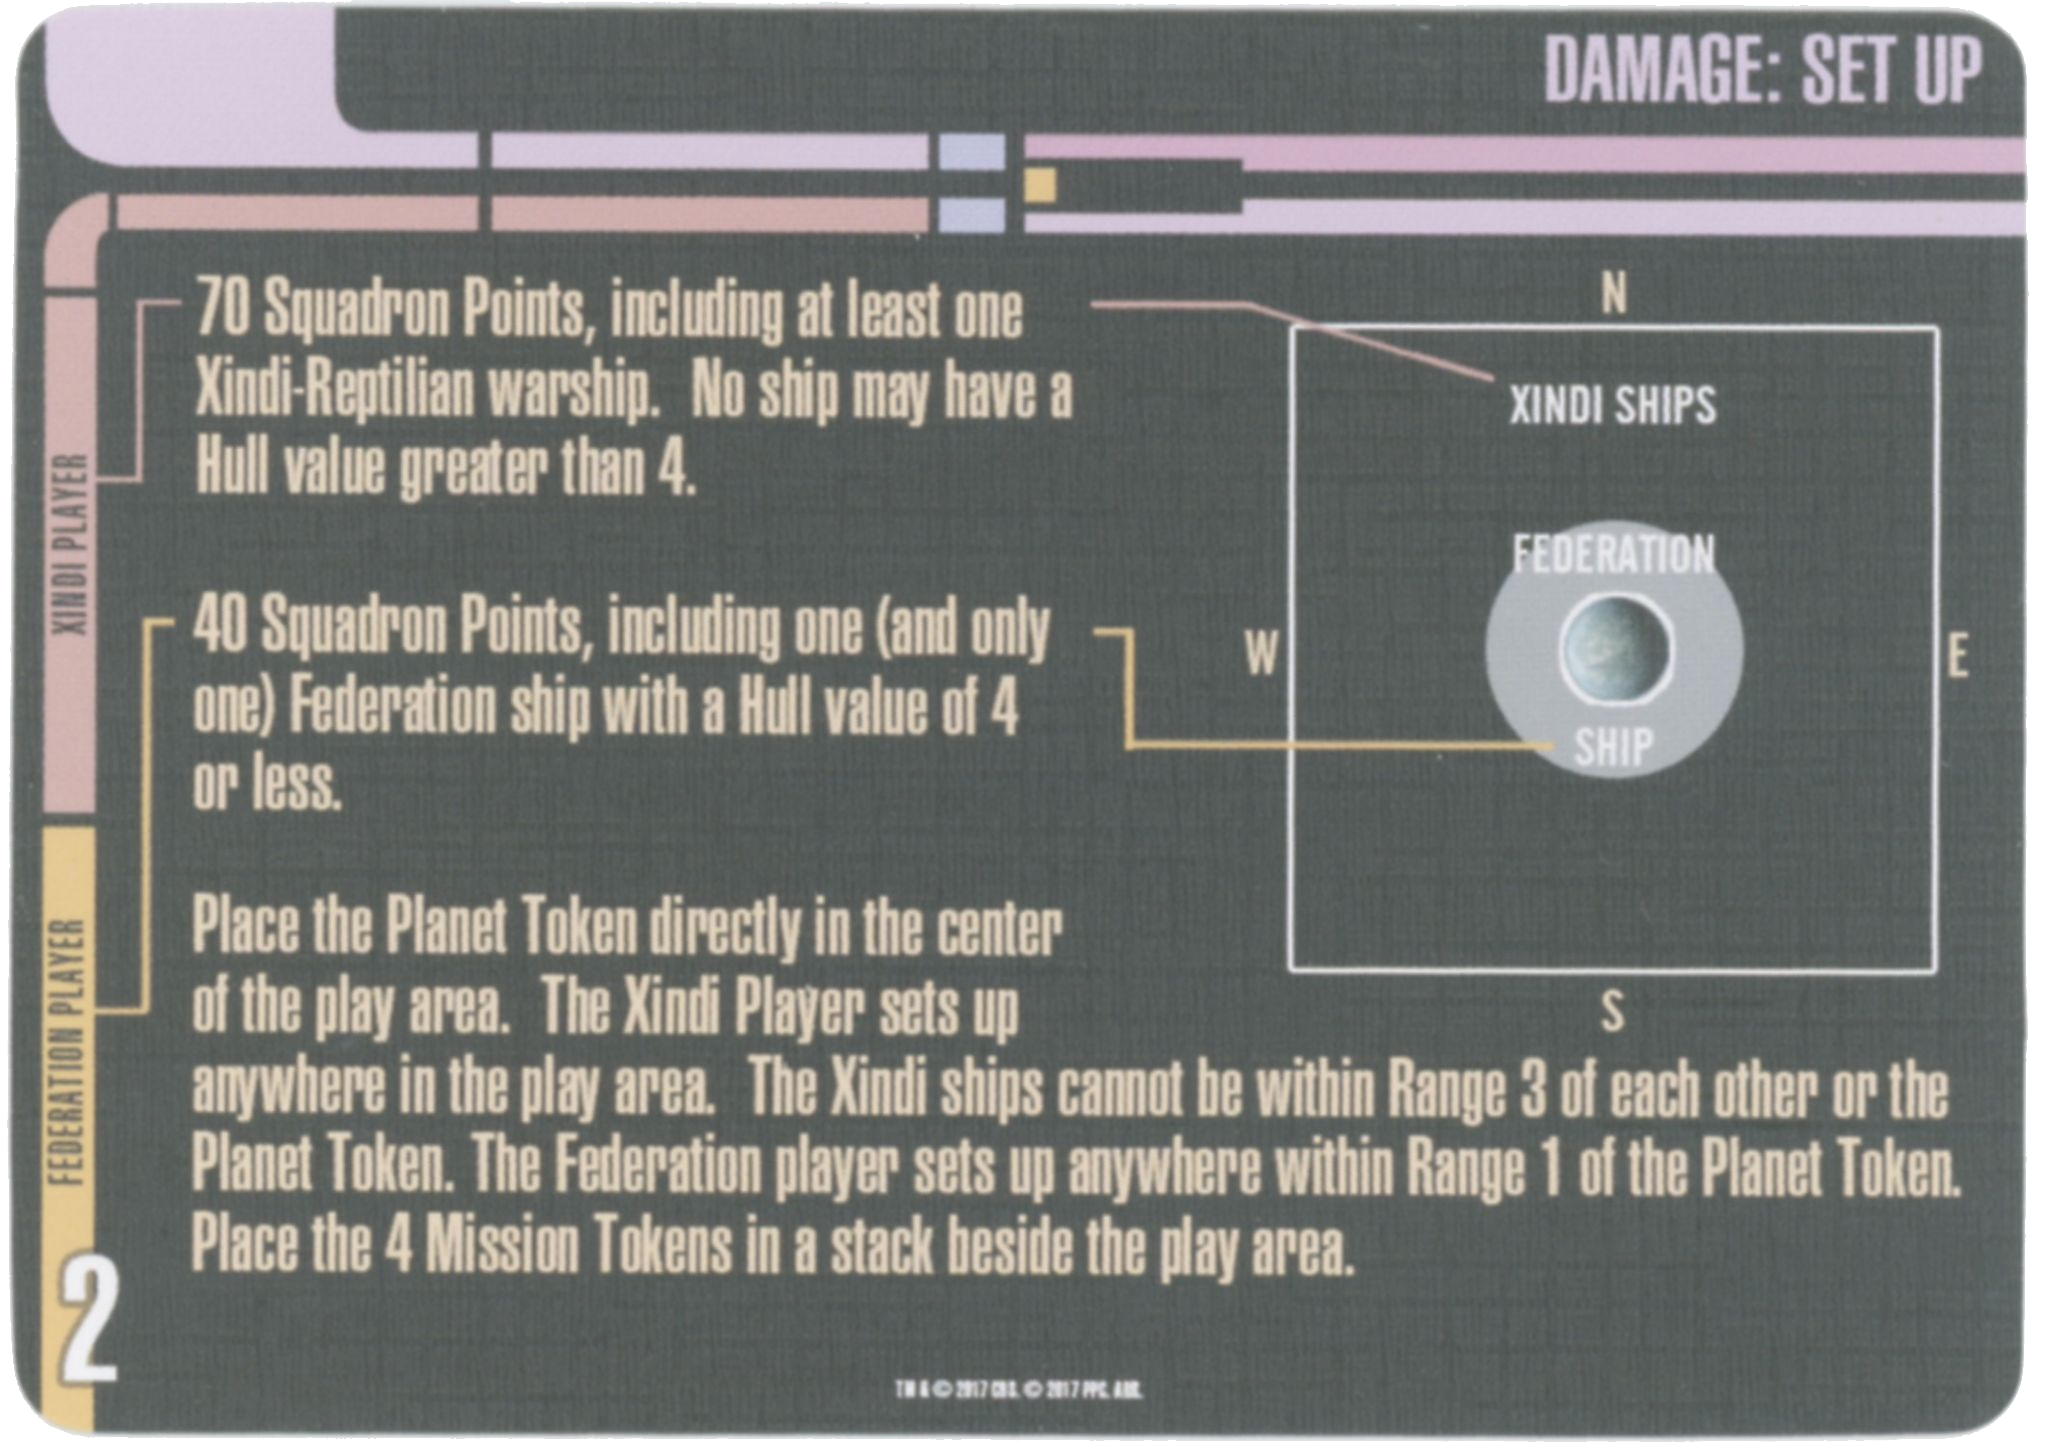 DAMAGE: SET UP
70 Squadron Points, including at least one
Xindi-Reptilian warship.  No ship may have a
Hull value greater than 4.
XINDI PLAYER
40 Squadron Points, including one (and only
one) Federation ship with a Hull value of 4
or less.
N
XINDI SHIPS
FEDERATION
W
E
SHIP
S
Place the Planet Token directly in the center
of the play area.  The Xindi Player sets up
anywhere in the play area.  The Xindi ships cannot be within Range 3 of each other or the
Planet Token. The Federation player sets up anywhere within Range 1 of the Planet Token.
Place the 4 Mission Tokens in a stack beside the play area.
FEDERATION PLAYER
2
TM & © 2017 CBS. © 2017 PPC. ARR.